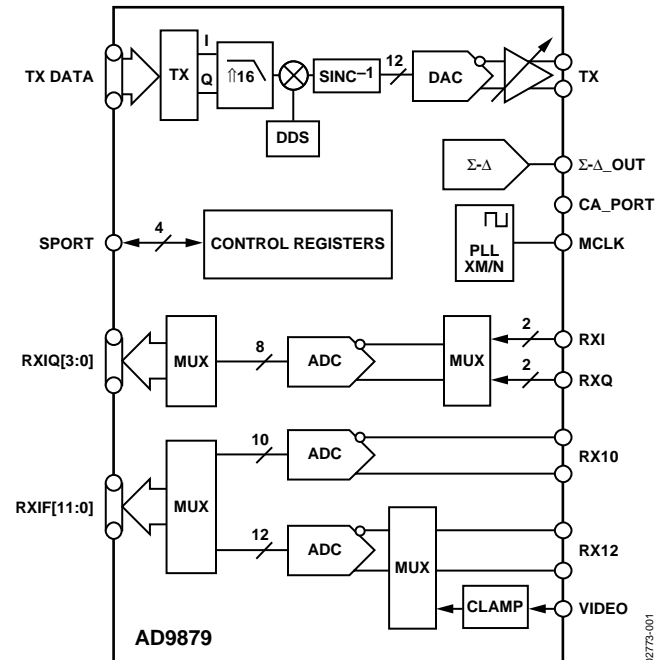 TX DATA
TX
I
Q
⇑16
DDS
SINC–1
12
DAC
TX
Σ-Δ
Σ-Δ_OUT
CA_PORT
SPORT
4
CONTROL REGISTERS
PLL
XM/N
MCLK
RXIQ[3:0]
MUX
8
ADC
MUX
2
RXI
2
RXQ
RXIF[11:0]
MUX
10
ADC
RX10
12
ADC
MUX
RX12
CLAMP
VIDEO
AD9879
02773-001